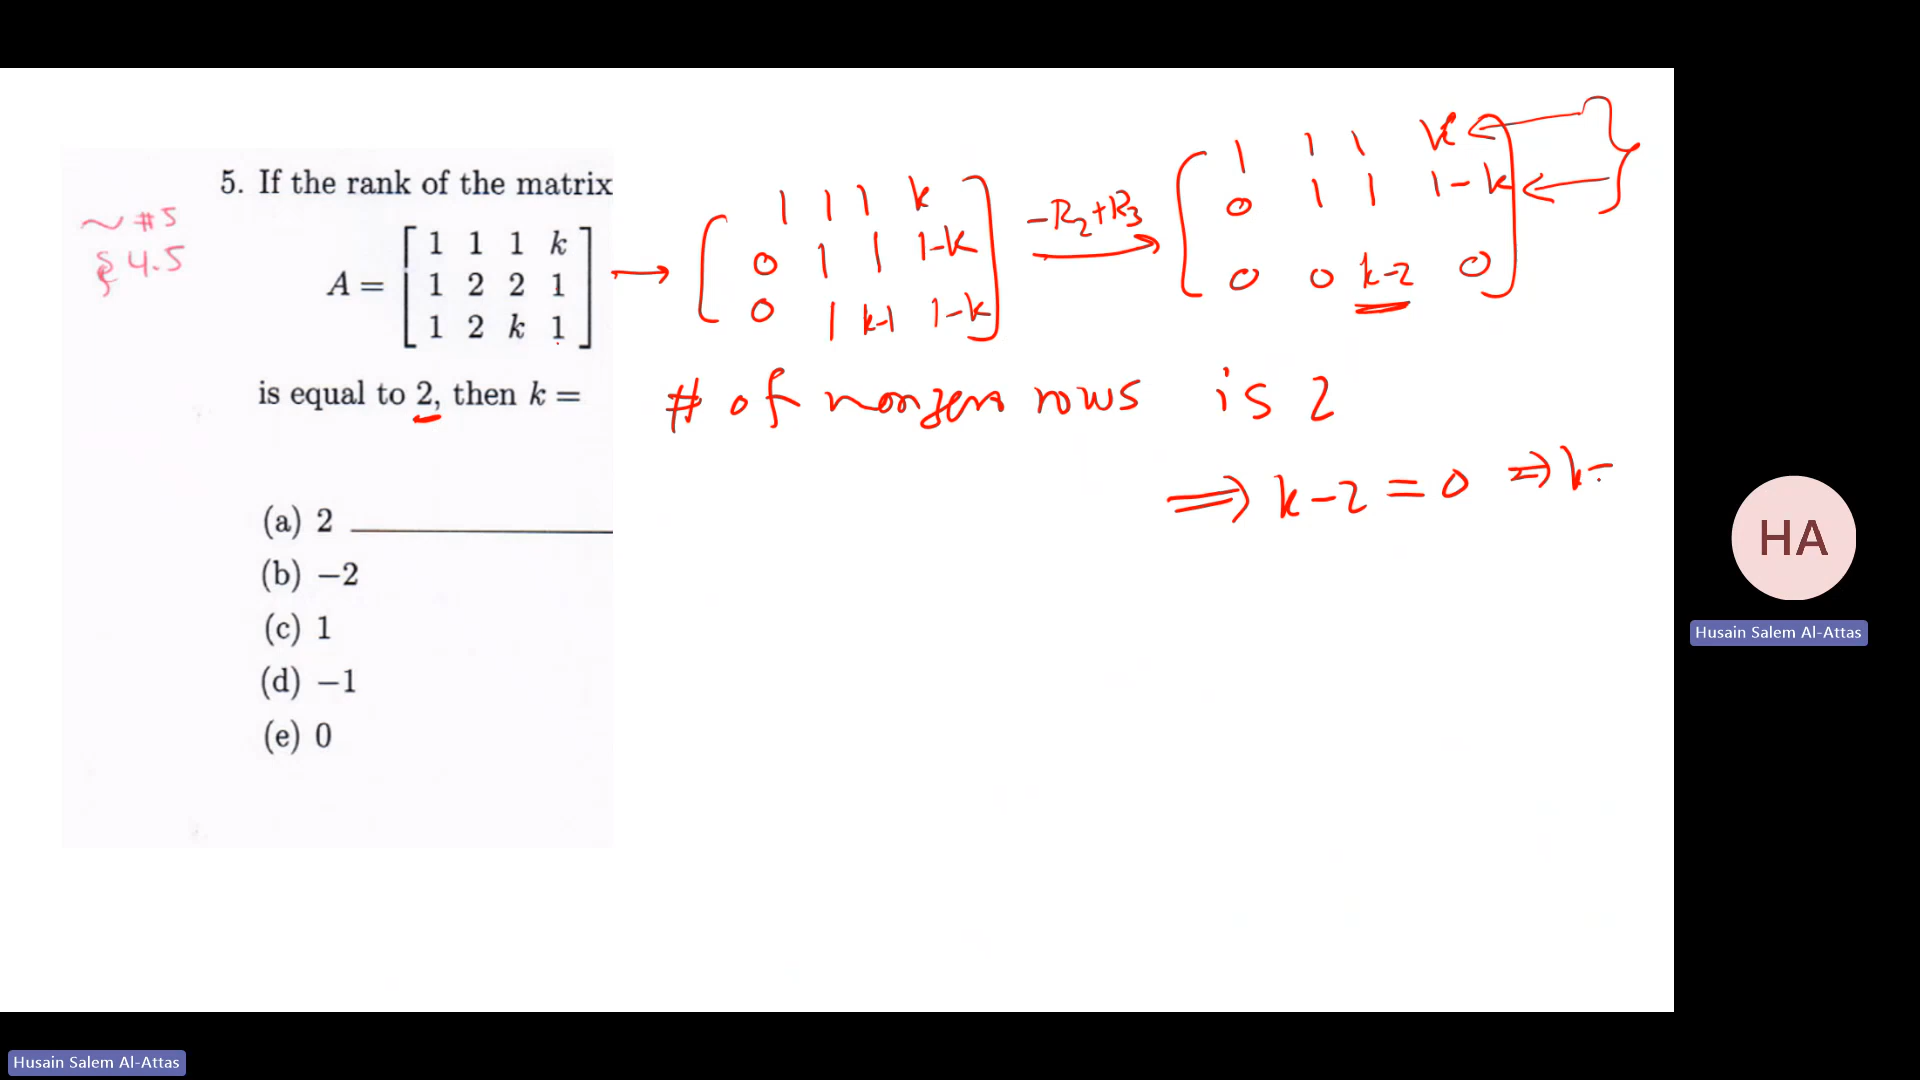 5. If the rank of the matrix
~ #5
§ 4.5
A = [ 1 1 1 k
1 2 2 1
1 2 k 1 ]
→ [ 1 1 1 k
0 1 1 1-k
0 1 k-1 1-k ]
-R2+R3 →
[ 1 1 1 k
0 1 1 1-k
0 0 k-2 0 ]
is equal to 2, then k =
# of nonzero rows is 2
⟹ k-2 = 0 ⇒ k=
(a) 2
(b) −2
(c) 1
(d) −1
(e) 0
HA
Husain Salem Al-Attas
Husain Salem Al-Attas